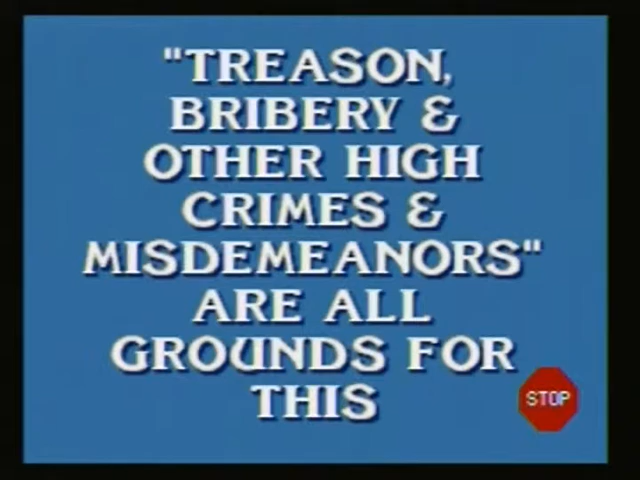 "TREASON,
BRIBERY &
OTHER HIGH
CRIMES &
MISDEMEANORS"
ARE ALL
GROUNDS FOR
THIS
STOP